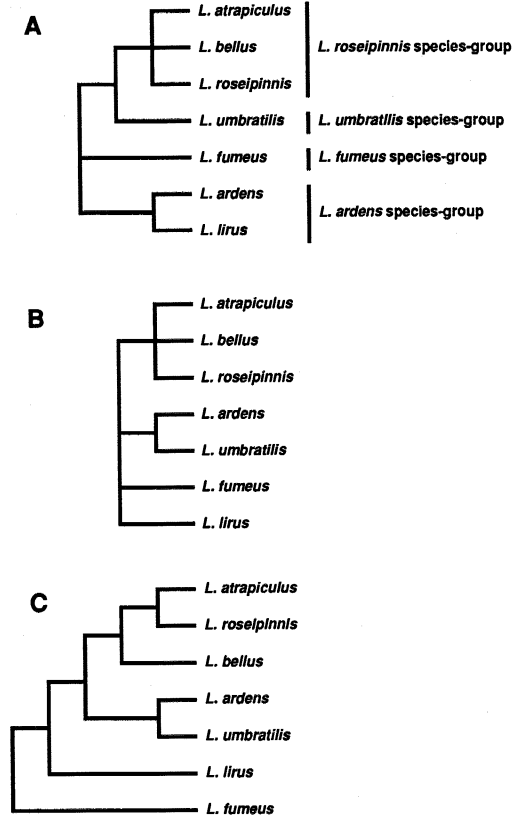 A
L. atrapiculus
L. bellus
L. roseipinnis species-group
L. roseipinnis
L. umbratilis
L. umbratilis species-group
L. fumeus
L. fumeus species-group
L. ardens
L. ardens species-group
L. lirus
B
L. atrapiculus
L. bellus
L. roseipinnis
L. ardens
L. umbratilis
L. fumeus
L. lirus
C
L. atrapiculus
L. roseipinnis
L. bellus
L. ardens
L. umbratilis
L. lirus
L. fumeus